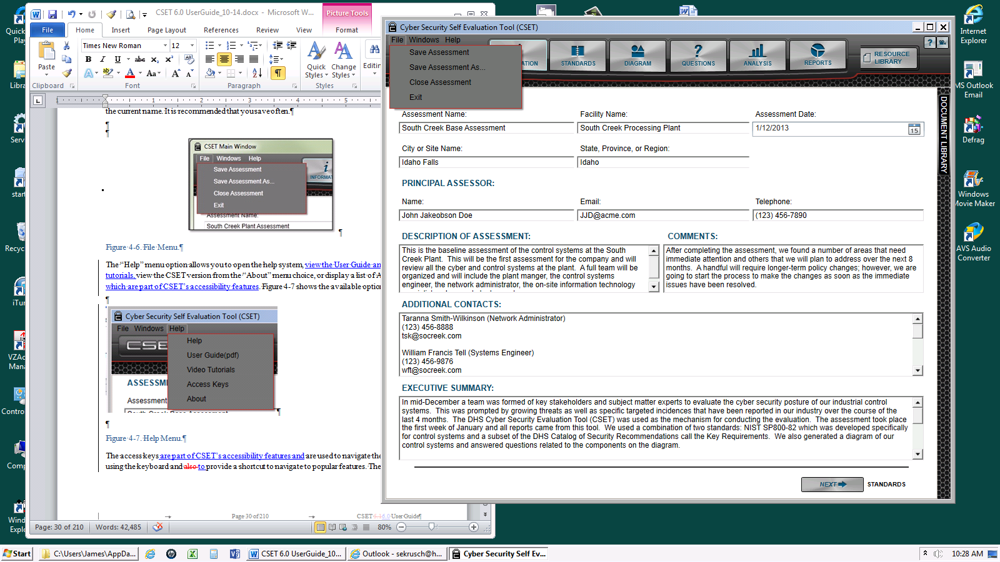 CSET 6.0 UserGuide_10-14.docx - Microsoft W...
Picture Tools
File
Home
Insert
Page Layout
References
Review
View
Format
Paste
Clipboard
Times New Roman
12
B I U abc x₂ x²
Aa
Font
Paragraph
Quick
Styles
Change
Styles
Styles
Editin
L
1 1 2 3 4 5
the current name. It is recommended that you save often.¶
¶
¶
CSET Main Window
File Windows Help
Save Assessment
Save Assessment As...
Close Assessment
Exit
INFORMAT
Assessment Name:
South Creek Plant Assessment
¶
Figure 4-6. File Menu.¶
The “Help” menu option allows you to open the help system, view the User Guide an
tutorials, view the CSET version from the “About” menu choice, or display a list of A
which are part of CSET’s accessibility features. Figure 4-7 shows the available option
¶
Cyber Security Self Evaluation Tool (CSET)
File Windows Help
CSE
Help
User Guide(pdf)
Video Tutorials
Access Keys
About
ASSESSM
Assessment
South Creek Base Assessment
¶
¶
Figure 4-7. Help Menu.¶
The access keys are part of CSET’s accessibility features and are used to navigate the
using the keyboard and also to provide a shortcut to navigate to popular features. The
Page 30 of 210
CSET 5.16.0 User Guide¶
Page: 30 of 210
Words: 42,485
80%
Cyber Security Self Evaluation Tool (CSET)
File Windows Help
Save Assessment
Save Assessment As...
Close Assessment
Exit
ATION
STANDARDS
DIAGRAM
QUESTIONS
ANALYSIS
REPORTS
RESOURCE
LIBRARY
?
DOCUMENT LIBRARY
Assessment Name:
Facility Name:
Assessment Date:
South Creek Base Assessment
South Creek Processing Plant
1/12/2013
15
City or Site Name:
State, Province, or Region:
Idaho Falls
Idaho
PRINCIPAL ASSESSOR:
Name:
Email:
Telephone:
John Jakeobson Doe
JJD@acme.com
(123) 456-7890
DESCRIPTION OF ASSESSMENT:
This is the baseline assessment of the control systems at the South
Creek Plant. This will be the first assessment for the company and will
review all the cyber and control systems at the plant. A full team will be
organized and will include the plant manger, the control systems
engineer, the network administrator, the on-site information technology
COMMENTS:
After completing the assessment, we found a number of areas that need
immediate attention and others that we will plan to address over the next 8
months. A handful will require longer-term policy changes; however, we are
going to start the process to make the changes as soon as the immediate
issues have been resolved.
ADDITIONAL CONTACTS:
Taranna Smith-Wilkinson (Network Administrator)
(123) 456-8888
tsk@socreek.com
William Francis Tell (Systems Engineer)
(123) 456-9876
wft@socreek.com
EXECUTIVE SUMMARY:
In mid-December a team was formed of key stakeholders and subject matter experts to evaluate the cyber security posture of our industrial control
systems. This was prompted by growing threats as well as specific targeted incidences that have been reported in our industry over the course of the
last 4 months. The DHS Cyber Security Evaluation Tool (CSET) was used as the mechanism for conducting the evaluation. The assessment took place
the first week of January and all reports came from this tool. We used a combination of two standards: NIST SP800-82 which was developed specifically
for control systems and a subset of the DHS Catalog of Security Recommendations call the Key Requirements. We also generated a diagram of our
control systems and answered questions related to the components on the diagram.
NEXT
STANDARDS
Quick
Play
Libra
Serv
start
Recyc
iTur
VZAc
Mana
Contro
Comp
Wind
Explo
Internet
Explorer
MS Outlook
Email
Defrag
Windows
Movie Maker
AVS Audio
Converter
Start
C:\Users\James\AppDa...
CSET 6.0 UserGuide_10...
Outlook - sekrusch@h...
Cyber Security Self Ev...
10:28 AM